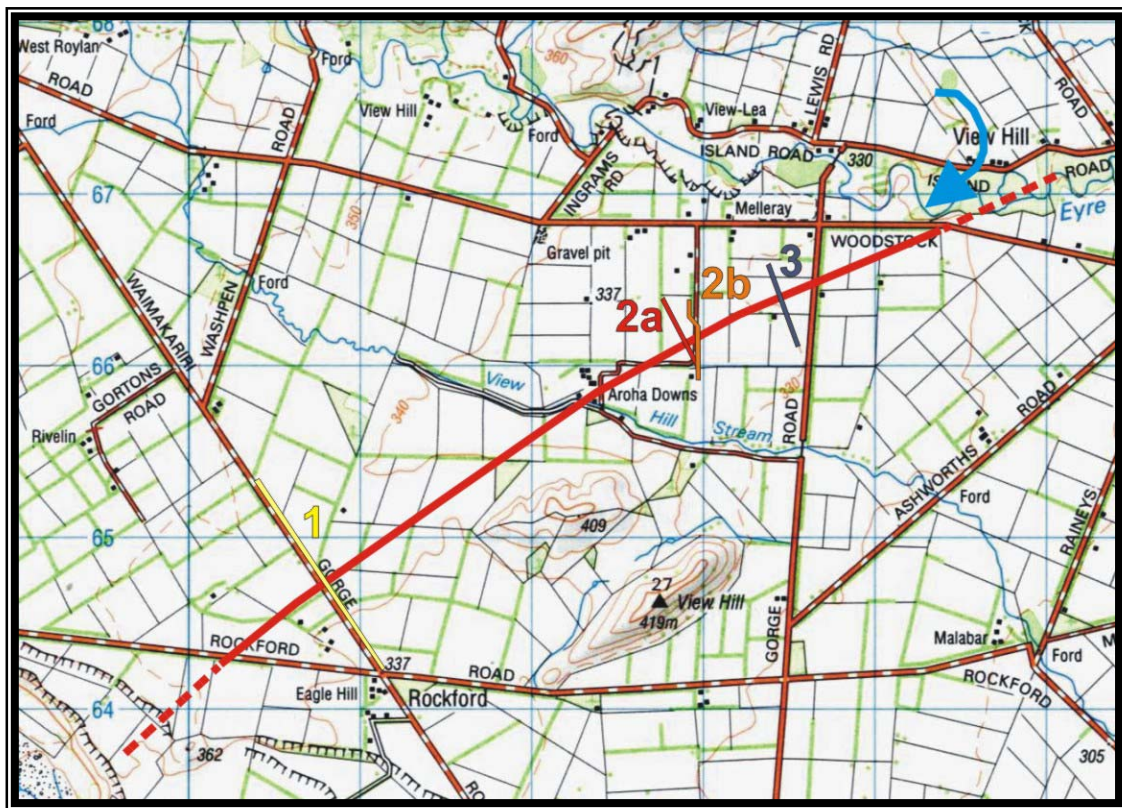 68
West Roylan
ROAD
Ford
ROAD
Ford
360
View Hill
Ford
View-Lea
LEWIS RD
ROAD
View Hill
Ford
INGRAMS RD
ISLAND ROAD
330
ISLAND
ROAD
67
Eyre
350
Melleray
WOODSTOCK
Gravel pit
3
2b
WAIMAKARIRI
WASHPEN
Ford
337
2a
66
GORTONS
ROAD
View
Hill
Stream
Aroha Downs
340
330
ROAD
ASHWORTHS
ROAD
Rivelin
Ford
RAINEYS
1
65
409
GORGE
27
View Hill
419m
GORGE
Malabar
Ford
ROCKFORD
ROAD
337
ROCKFORD
Eagle Hill
Rockford
64
362
305